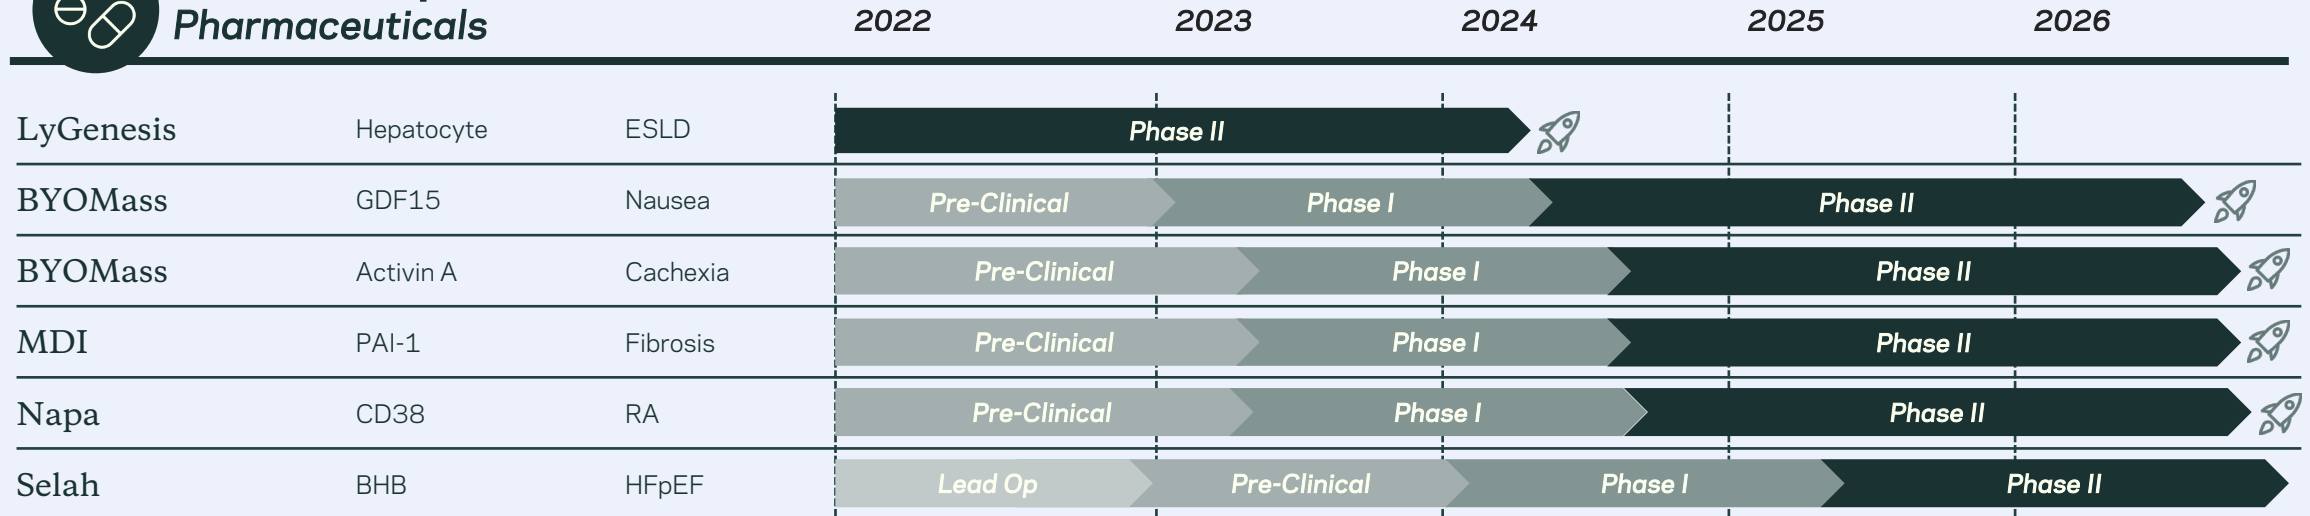 Pharmaceuticals 2022 2023 2024 2025 2026
LyGenesis Hepatocyte ESLD Phase II
BYOMass GDF15 Nausea Pre-Clinical Phase I Phase II
BYOMass Activin A Cachexia Pre-Clinical Phase I Phase II
MDI PAI-1 Fibrosis Pre-Clinical Phase I Phase II
Napa CD38 RA Pre-Clinical Phase I Phase II
Selah BHB HFpEF Lead Op Pre-Clinical Phase I Phase II